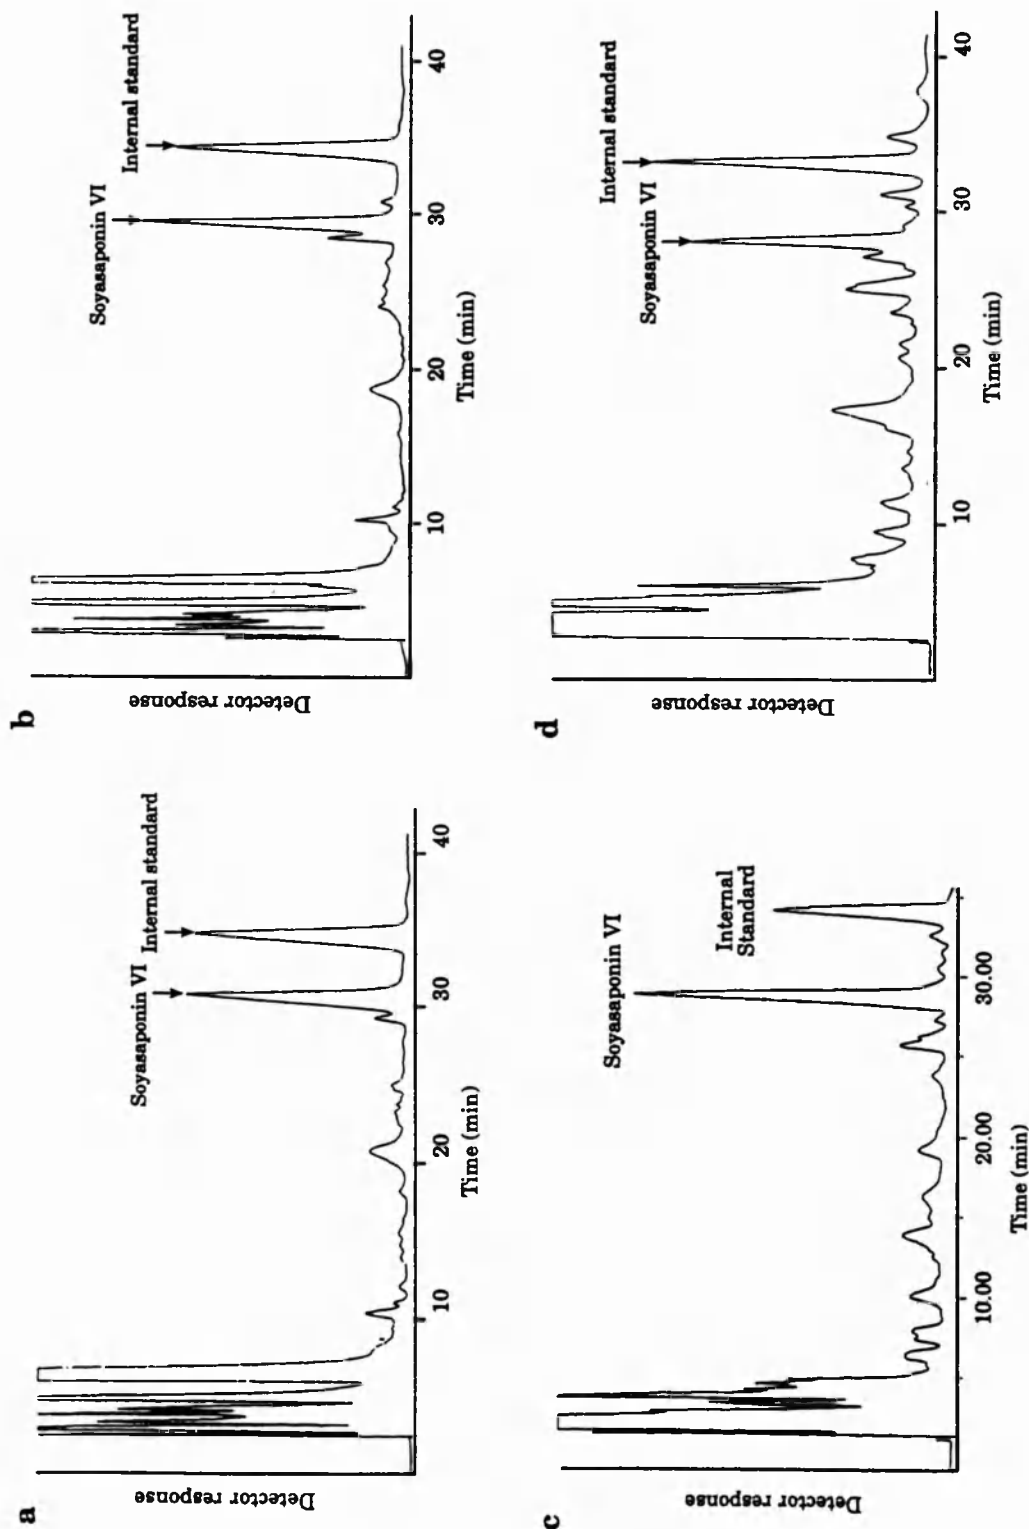 a
Detector response
Soyasaponin VI
Internal standard
10
20
30
40
Time (min)
b
Detector response
Soyasaponin VI
Internal standard
10
20
30
40
Time (min)
c
Detector response
Soyasaponin VI
Internal
Standard
10.00
20.00
30.00
Time (min)
d
Detector response
Soyasaponin VI
Internal standard
10
20
30
40
Time (min)